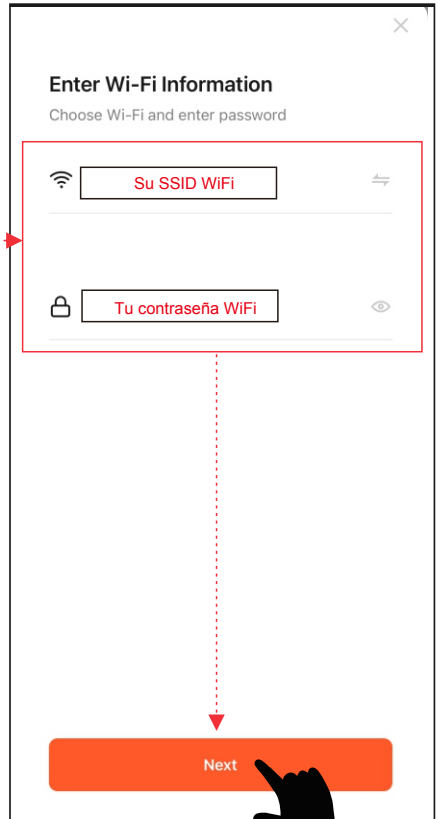 Enter Wi-Fi Information
Choose Wi-Fi and enter password
Su SSID WiFi
Tu contraseña WiFi
Next